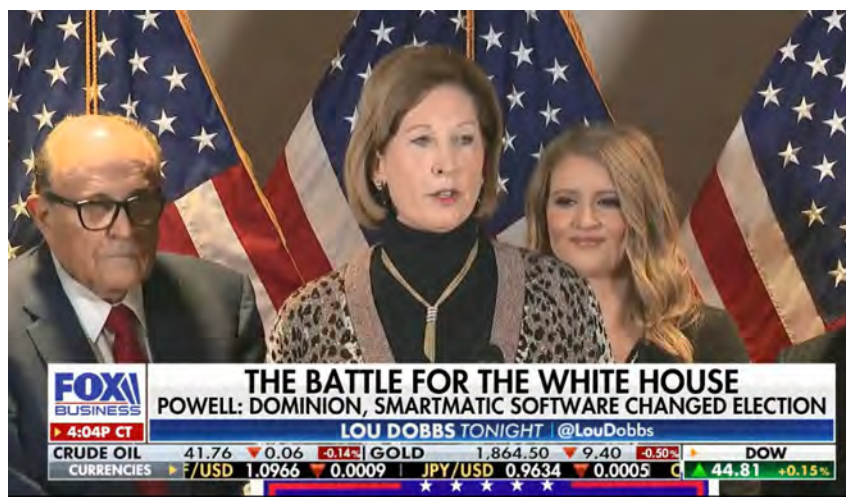 FOX
BUSINESS
4:04P CT
THE BATTLE FOR THE WHITE HOUSE
POWELL: DOMINION, SMARTMATIC SOFTWARE CHANGED ELECTION
LOU DOBBS TONIGHT | @LouDobbs
CRUDE OIL 41.76 ▼0.06 -0.14% GOLD 1,864.50 ▼9.40 -0.50%
DOW
CURRENCIES F/USD 1.0966 ▼0.0009 JPY/USD 0.9634 ▼0.0005
▲44.81 +0.15%